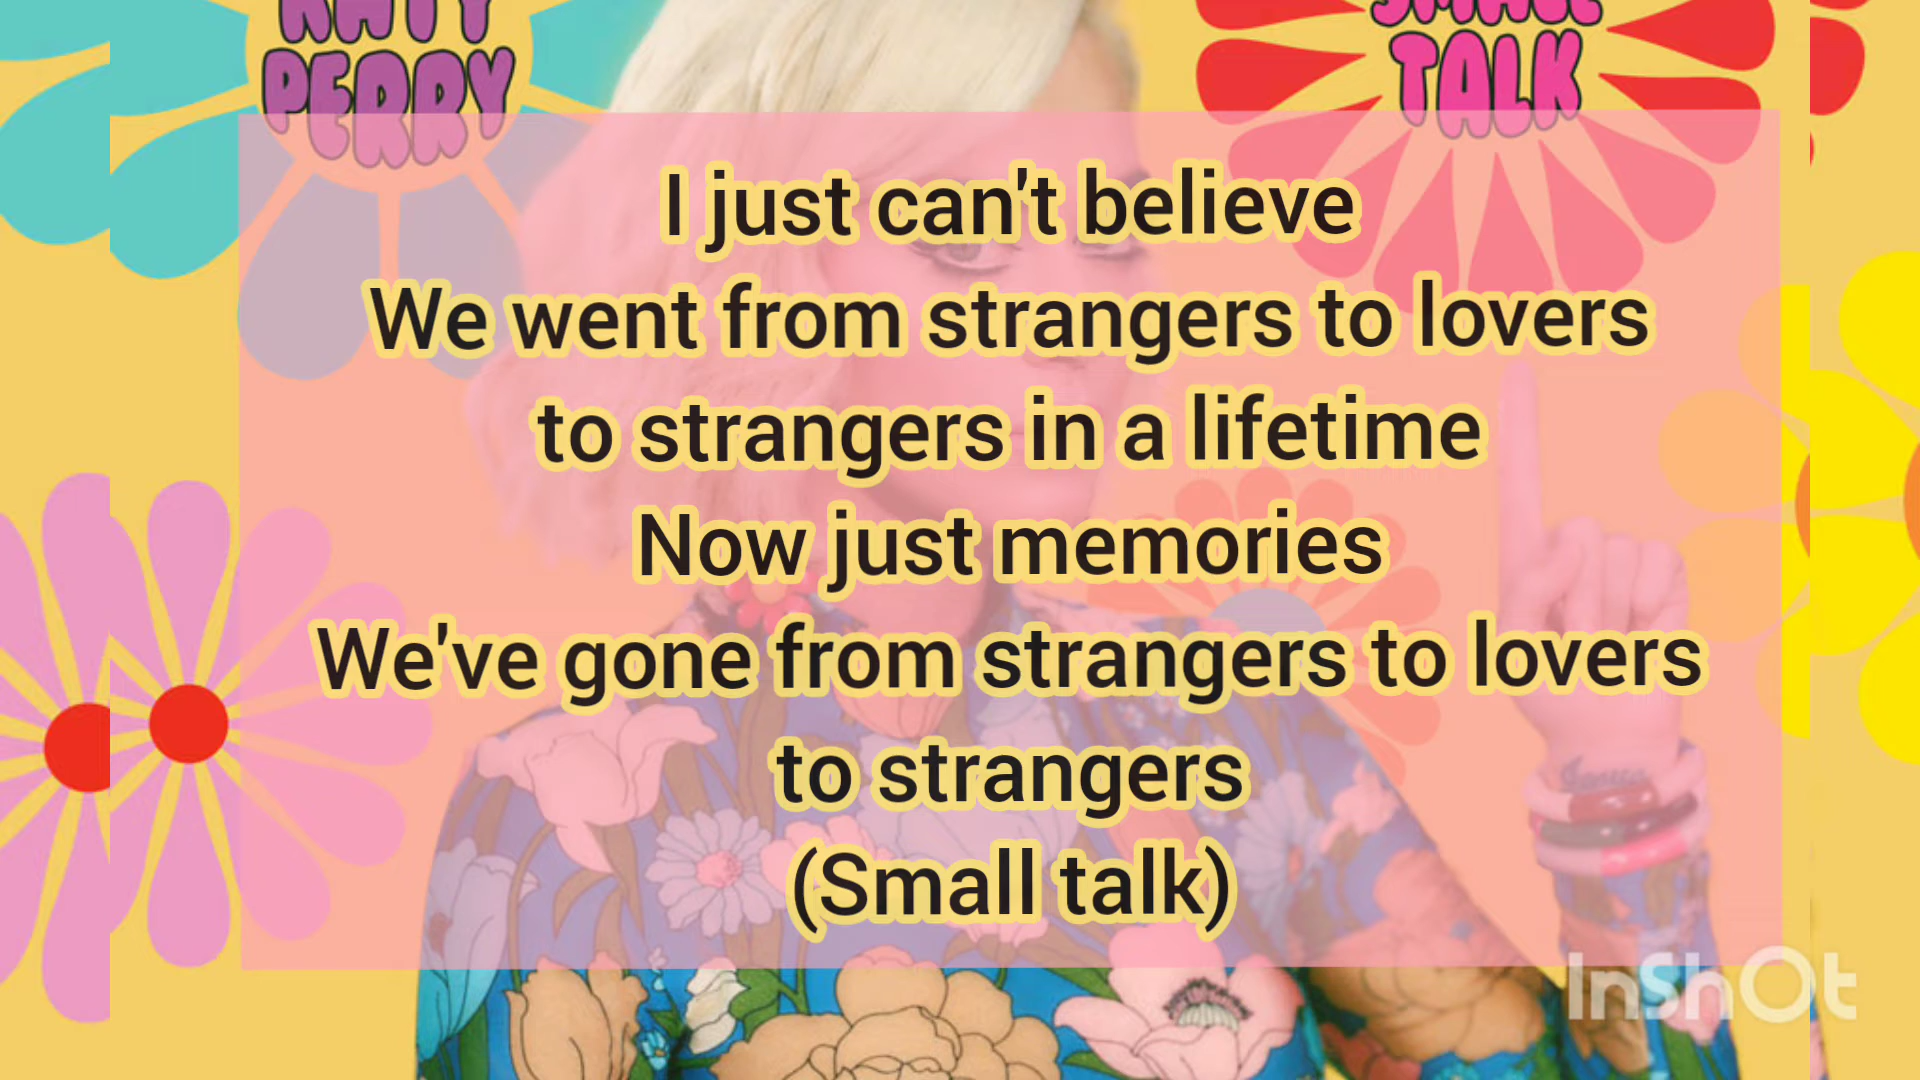 KATY
PERRY
SMALL
TALK
I just can't believe
We went from strangers to lovers
to strangers in a lifetime
Now just memories
We've gone from strangers to lovers
to strangers
(Small talk)
InShOt